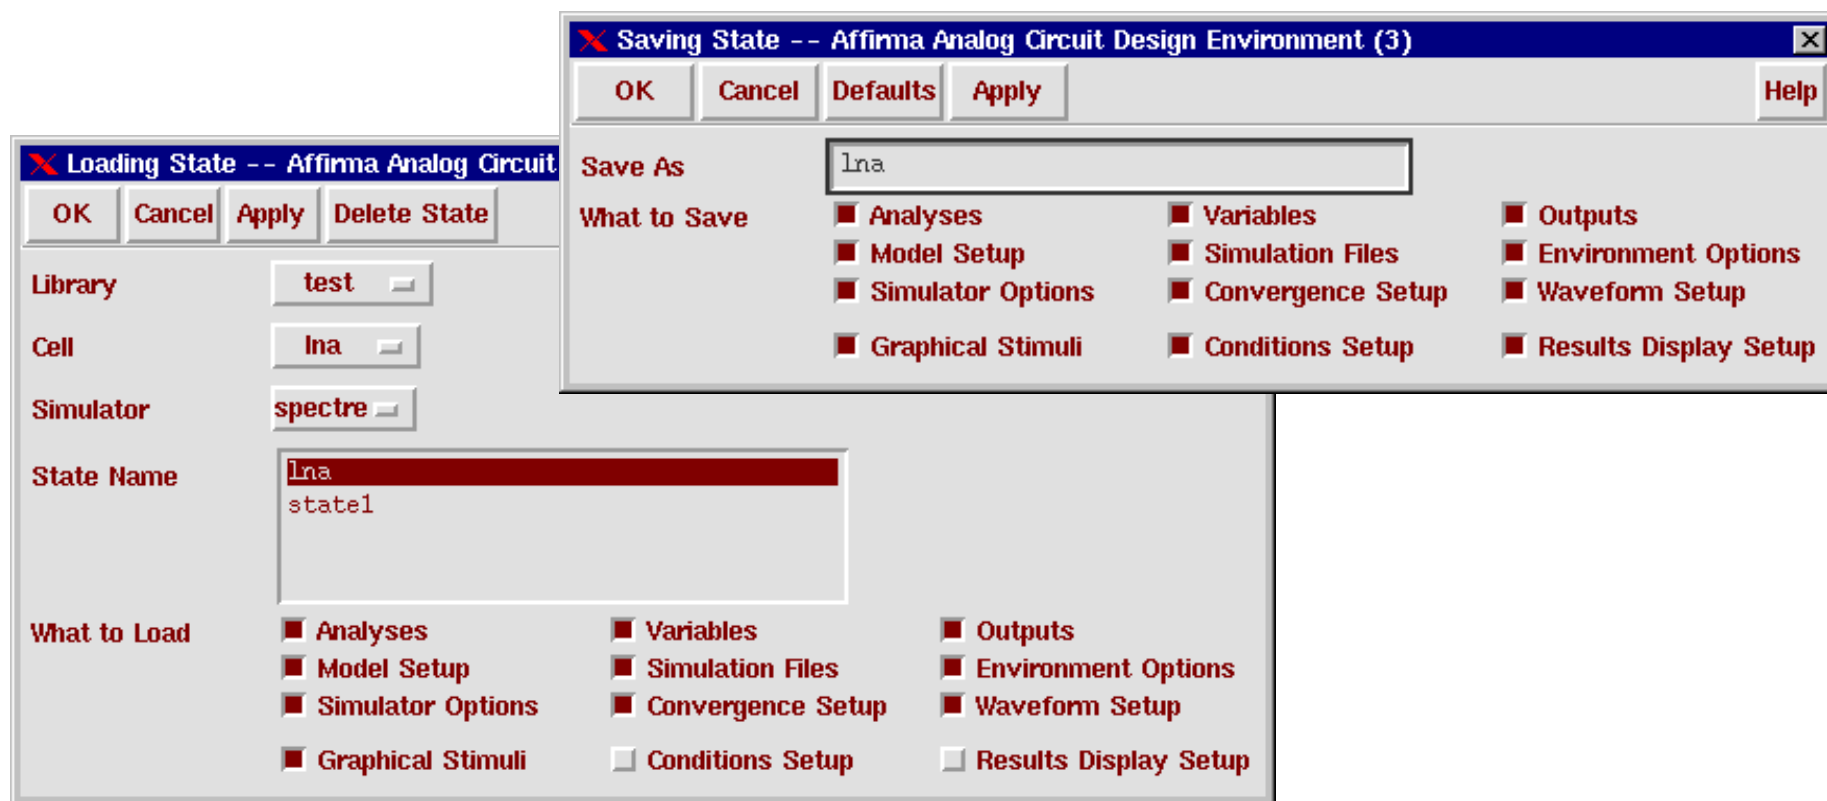 Saving State -- Affirma Analog Circuit Design Environment (3)
OK Cancel Defaults Apply Help
Save As lna
What to Save Analyses Variables Outputs
Model Setup Simulation Files Environment Options
Simulator Options Convergence Setup Waveform Setup
Graphical Stimuli Conditions Setup Results Display Setup
Loading State -- Affirma Analog Circuit
OK Cancel Apply Delete State
Library test
Cell lna
Simulator spectre
State Name lna
state1
What to Load Analyses Variables Outputs
Model Setup Simulation Files Environment Options
Simulator Options Convergence Setup Waveform Setup
Graphical Stimuli Conditions Setup Results Display Setup